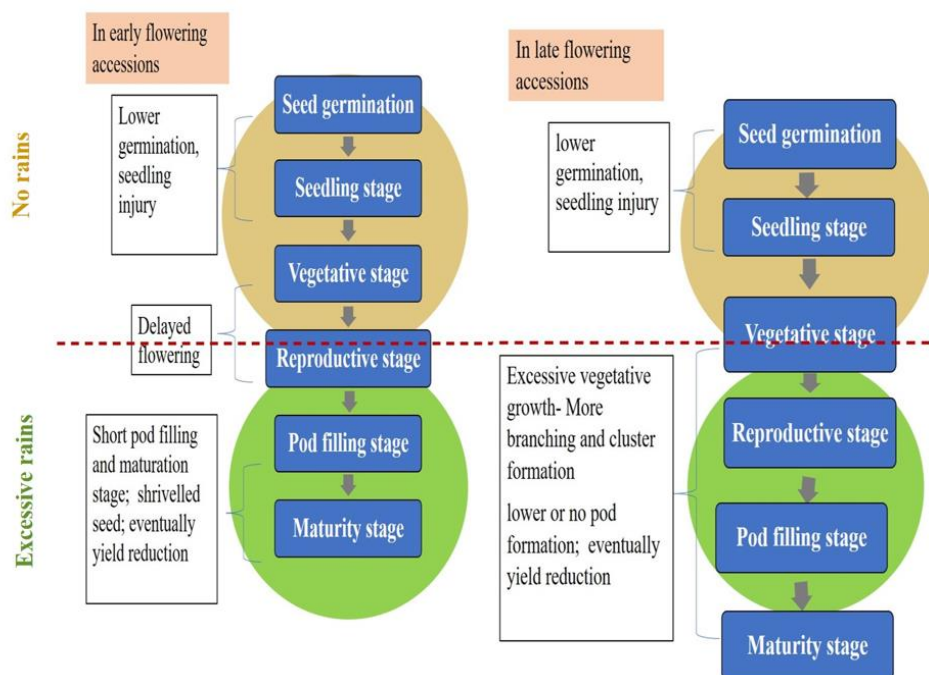 In early flowering
accessions
Lower
germination,
seedling
injury
Seed germination
Seedling stage
Vegetative stage
Delayed
flowering
Reproductive stage
Short pod filling
and maturation
stage;  shrivelled
seed; eventually
yield reduction
Pod filling stage
Maturity stage
No rains
Excessive rains
In late flowering
accessions
lower
germination,
seedling injury
Seed germination
Seedling stage
Vegetative stage
Excessive vegetative
growth- More
branching and cluster
formation
lower or no pod
formation;  eventually
yield reduction
Reproductive stage
Pod filling stage
Maturity stage